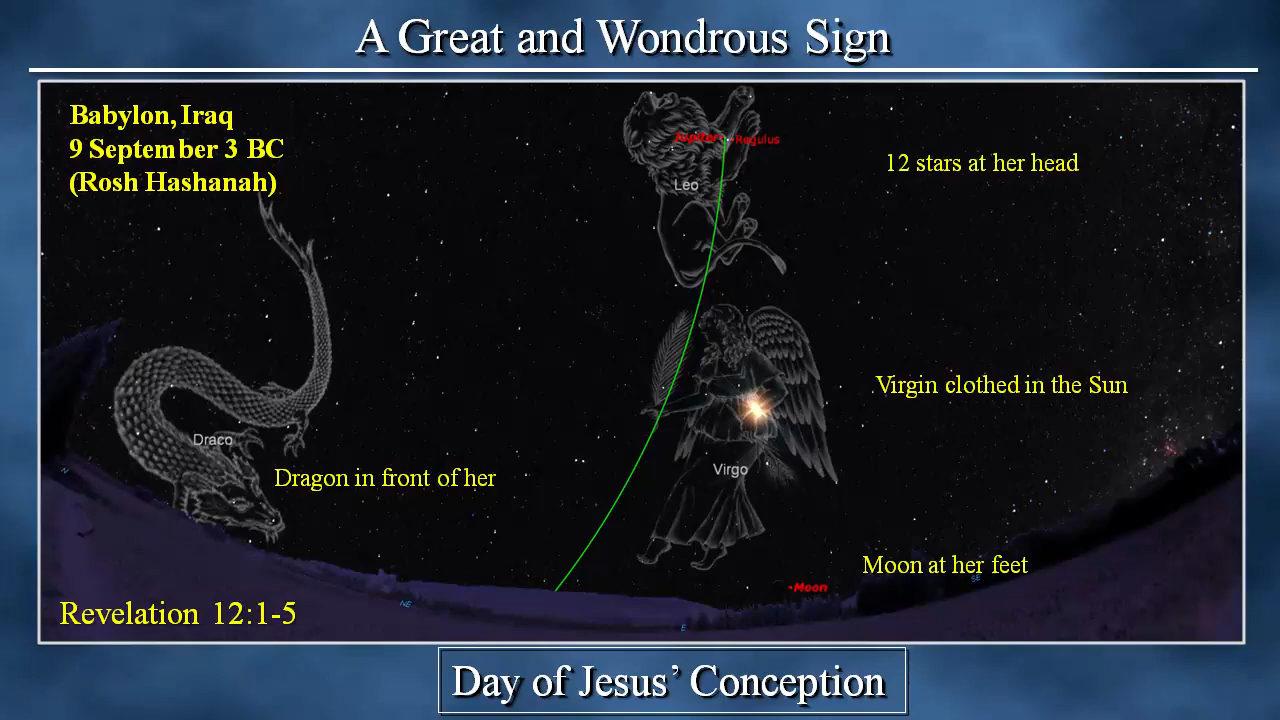 A Great and Wondrous Sign
Babylon, Iraq
9 September 3 BC
(Rosh Hashanah)
Jupiter
Regulus
Leo
12 stars at her head
Virgin clothed in the Sun
Draco
Dragon in front of her
Virgo
Moon at her feet
Moon
N
NE
E
SE
Revelation 12:1-5
Day of Jesus’ Conception